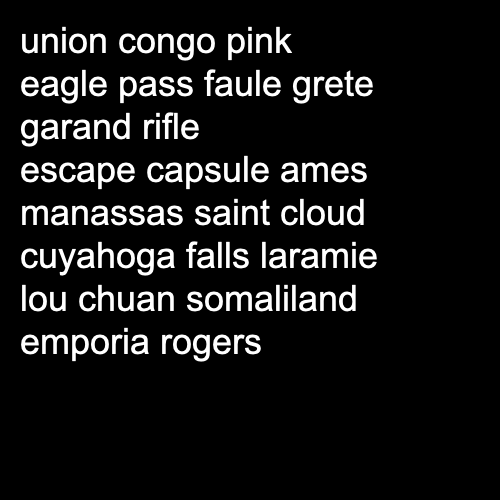 union congo pink
eagle pass faule grete
garand rifle
escape capsule ames
manassas saint cloud
cuyahoga falls laramie
lou chuan somaliland
emporia rogers